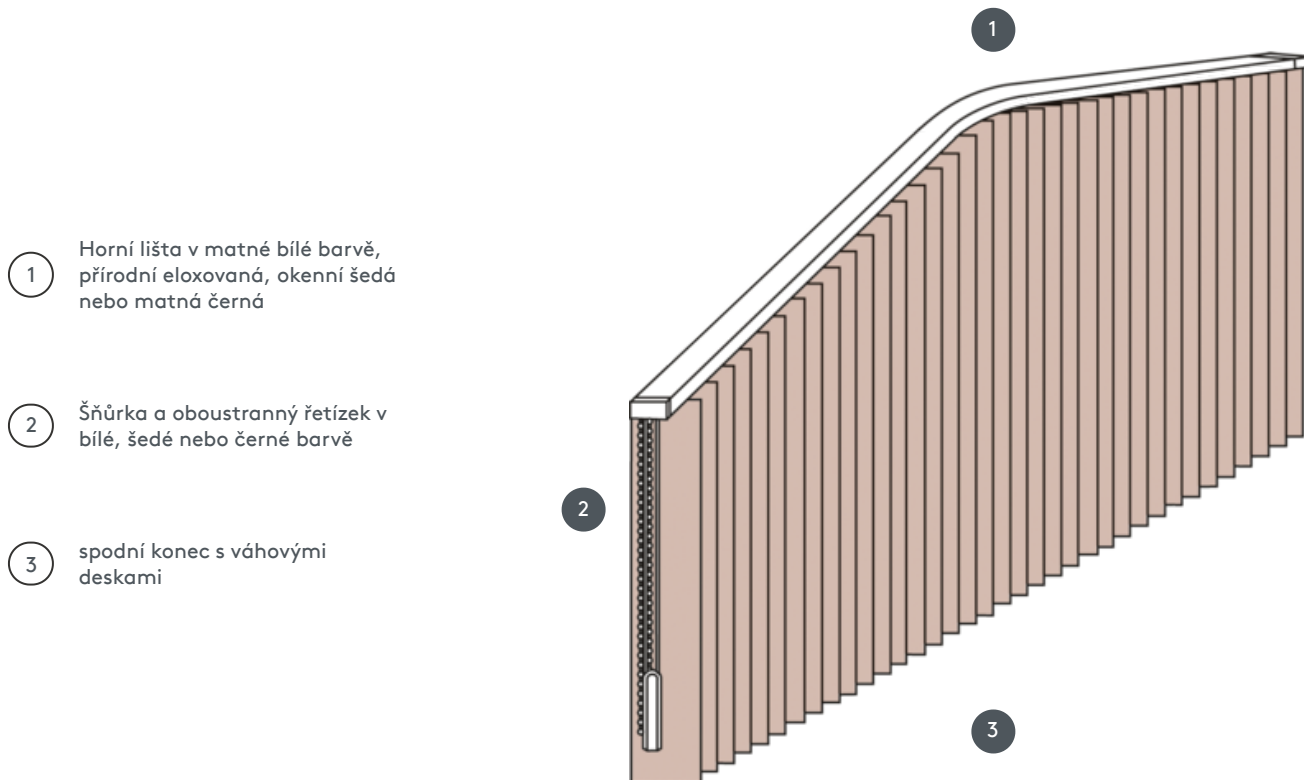 1
Horní lišta v matné bílé barvě,
přírodní eloxovaná, okenní šedá
nebo matná černá
2
Šňůrka a oboustranný řetízek v
bílé, šedé nebo černé barvě
3
spodní konec s váhovými
deskami
1
2
3